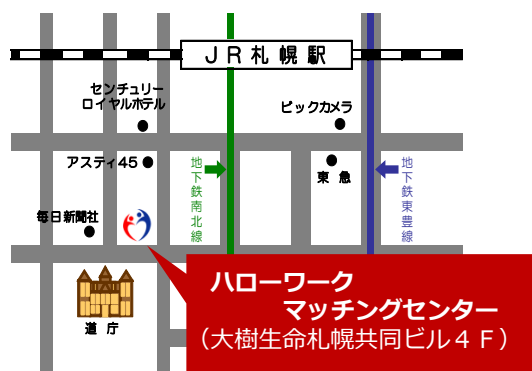 JR札幌駅
センチュリー
ロイヤルホテル
ビックカメラ
アスティ45
地下鉄南北線
東急
地下鉄東豊線
毎日新聞社
道庁
ハローワーク
マッチングセンター
（大樹生命札幌共同ビル４Ｆ）